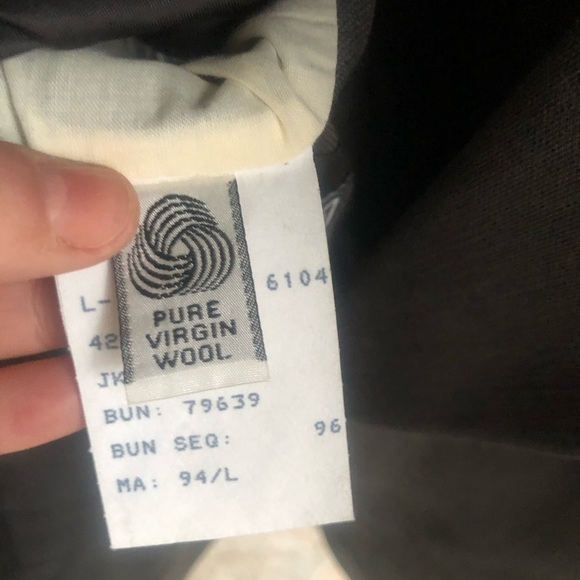 PURE
VIRGIN
WOOL
L- 6104
42
JK
BUN: 79639
BUN SEQ: 96
MA: 94/L